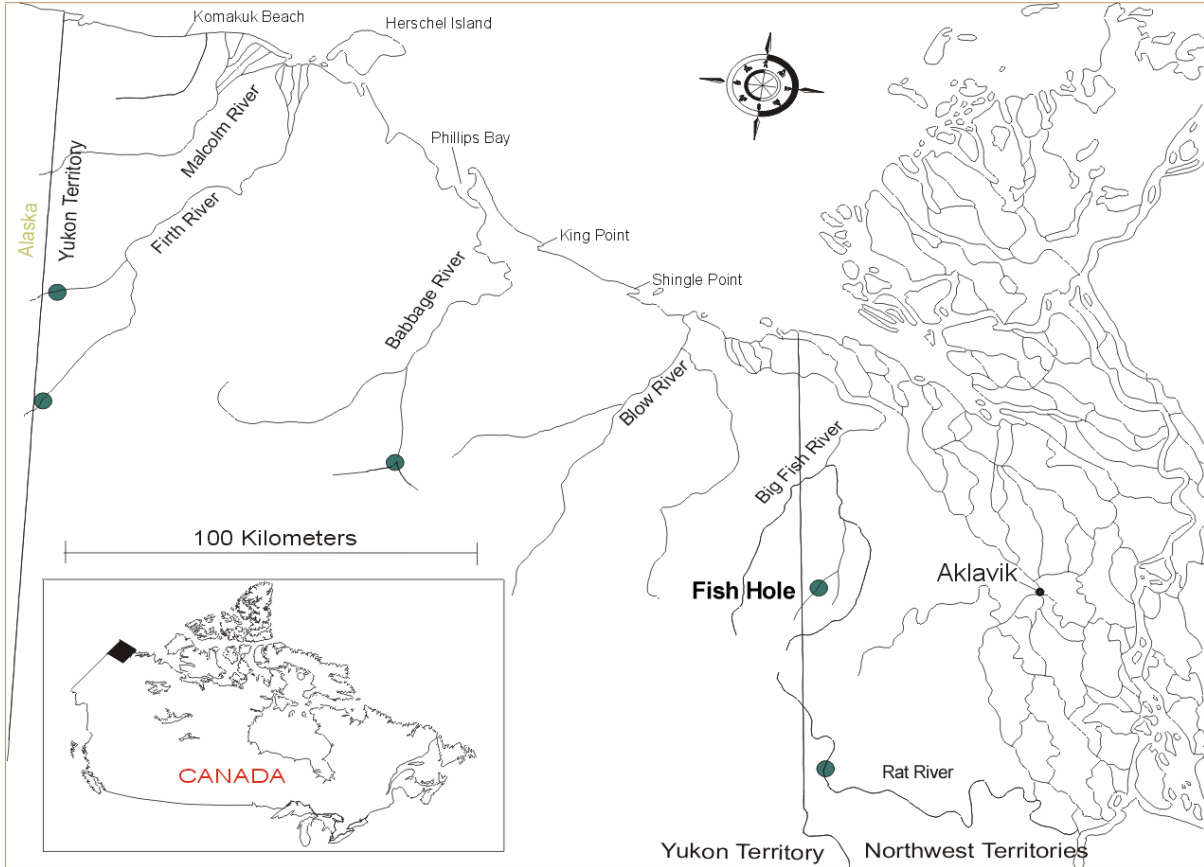 Komakuk Beach
Herschel Island
Malcolm River
Phillips Bay
Yukon Territory
Alaska
Firth River
King Point
Babbage River
Shingle Point
Blow River
Big Fish River
100 Kilometers
Fish Hole
Aklavik
CANADA
Rat River
Yukon Territory
Northwest Territories